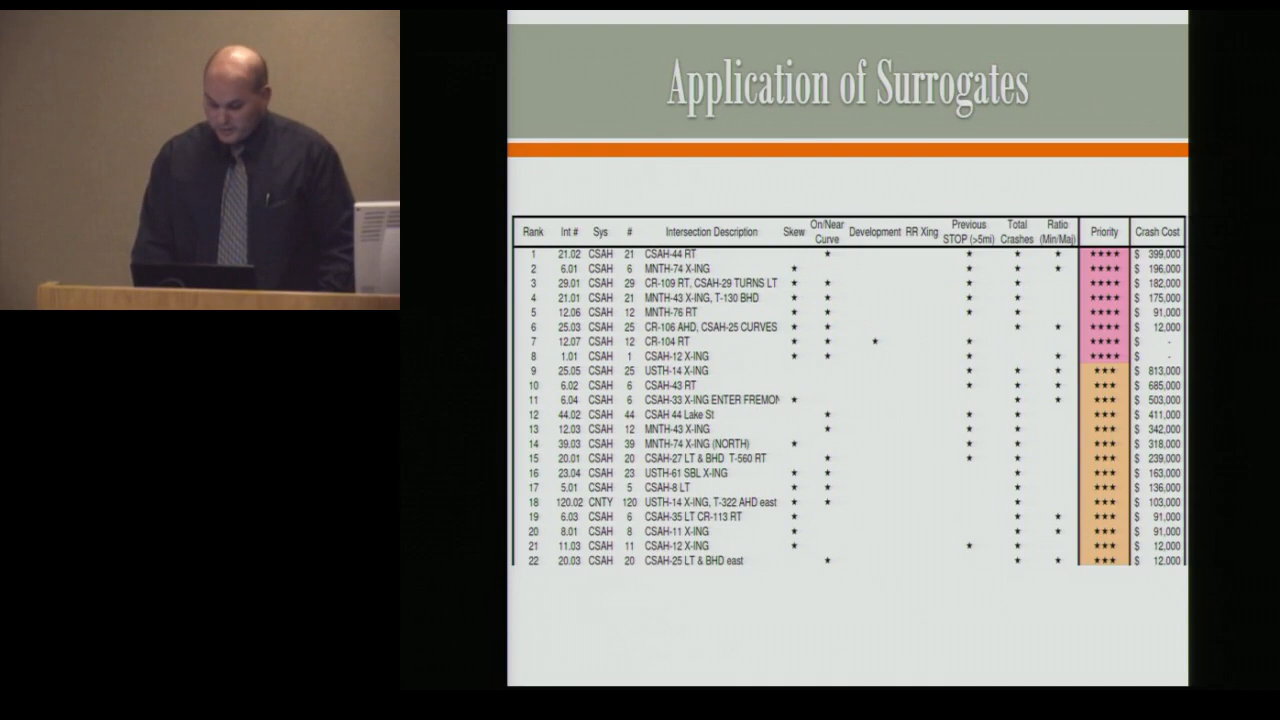 Application of Surrogates
Rank Int # Sys # Intersection Description Skew On/Near Curve Development RR Xing Previous STOP (>5mi) Total Crashes Ratio (Min/Maj) Priority Crash Cost
1 21.02 CSAH 21 CSAH-44 RT ★ ★ ★ ★ ★★★★ $ 399,000
2 6.01 CSAH 6 MNTH-74 X-ING ★ ★ ★ ★ ★★★★ $ 196,000
3 29.01 CSAH 29 CR-109 RT, CSAH-29 TURNS LT ★ ★ ★ ★ ★★★★ $ 182,000
4 21.01 CSAH 21 MNTH-43 X-ING, T-130 BHD ★ ★ ★ ★ ★★★★ $ 175,000
5 12.06 CSAH 12 MNTH-76 RT ★ ★ ★ ★ ★★★★ $ 91,000
6 25.03 CSAH 25 CR-106 AHD, CSAH-25 CURVES ★ ★ ★ ★ ★★★★ $ 12,000
7 12.07 CSAH 12 CR-104 RT ★ ★ ★ ★ ★★★★ $ -
8 1.01 CSAH 1 CSAH-12 X-ING ★ ★ ★ ★ ★★★★ $ -
9 25.05 CSAH 25 USTH-14 X-ING ★ ★ ★ ★★★ $ 813,000
10 6.02 CSAH 6 CSAH-43 RT ★ ★ ★ ★★★ $ 685,000
11 6.04 CSAH 6 CSAH-33 X-ING ENTER FREMON ★ ★ ★ ★★★ $ 503,000
12 44.02 CSAH 44 CSAH 44 Lake St ★ ★ ★ ★★★ $ 411,000
13 12.03 CSAH 12 MNTH-43 X-ING ★ ★ ★ ★★★ $ 342,000
14 39.03 CSAH 39 MNTH-74 X-ING (NORTH) ★ ★ ★ ★★★ $ 318,000
15 20.01 CSAH 20 CSAH-27 LT & BHD T-560 RT ★ ★ ★ ★★★ $ 239,000
16 23.04 CSAH 23 USTH-61 SBL X-ING ★ ★ ★ ★★★ $ 163,000
17 5.01 CSAH 5 CSAH-8 LT ★ ★ ★ ★★★ $ 136,000
18 120.02 CNTY 120 USTH-14 X-ING, T-322 AHD east ★ ★ ★ ★★★ $ 103,000
19 6.03 CSAH 6 CSAH-35 LT CR-113 RT ★ ★ ★ ★★★ $ 91,000
20 8.01 CSAH 8 CSAH-11 X-ING ★ ★ ★ ★★★ $ 91,000
21 11.03 CSAH 11 CSAH-12 X-ING ★ ★ ★ ★★★ $ 12,000
22 20.03 CSAH 20 CSAH-25 LT & BHD east ★ ★ ★ ★★★ $ 12,000